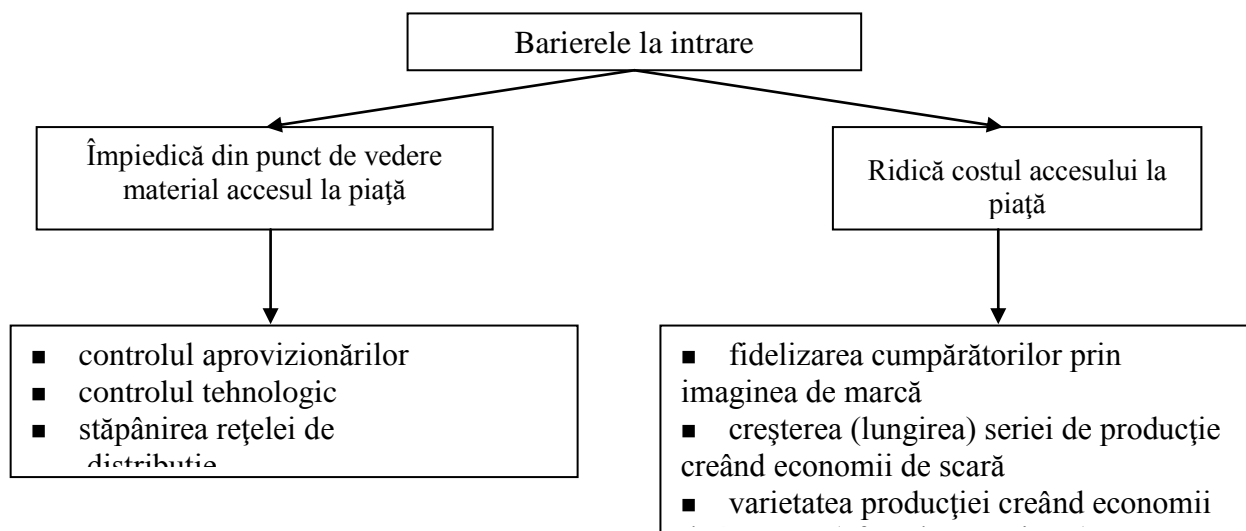 Barierele la intrare
Împiedică din punct de vedere
material accesul la piaţă
Ridică costul accesului la
piaţă
■ controlul aprovizionărilor
■ controlul tehnologic
■ stăpânirea reţelei de
distribuţie
■ fidelizarea cumpărătorilor prin
imaginea de marcă
■ creşterea (lungirea) seriei de producţie
creând economii de scară
■ varietatea producţiei creând economii